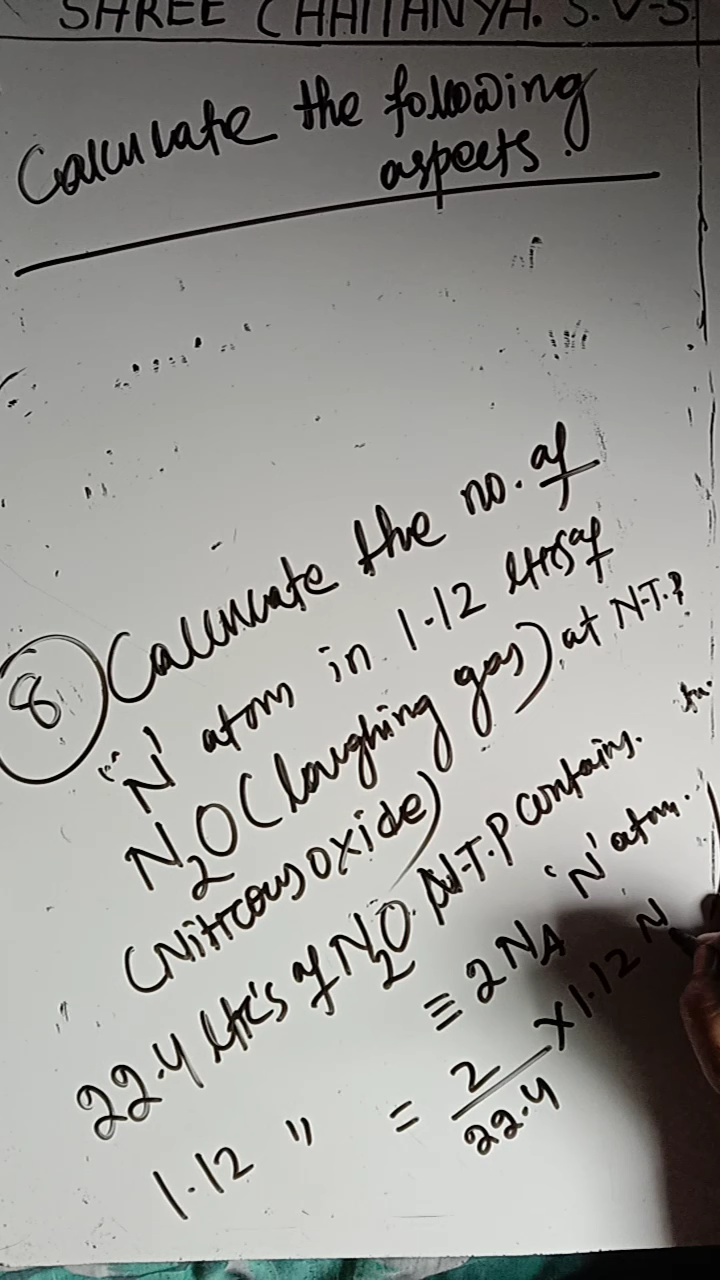 SHREE CHAITANYA. S.V-S
Calculate the following
aspects.
8 Calculate the no. of
"N' atom in 1.12 ltrs of
N2O (laughing gas) at N.T.P
(Nitrous oxide)
22.4 ltr's of N2O N.T.P contains.
≡ 2NA 'N' atom.
1.12 " = 2/22.4 X 1.12 N